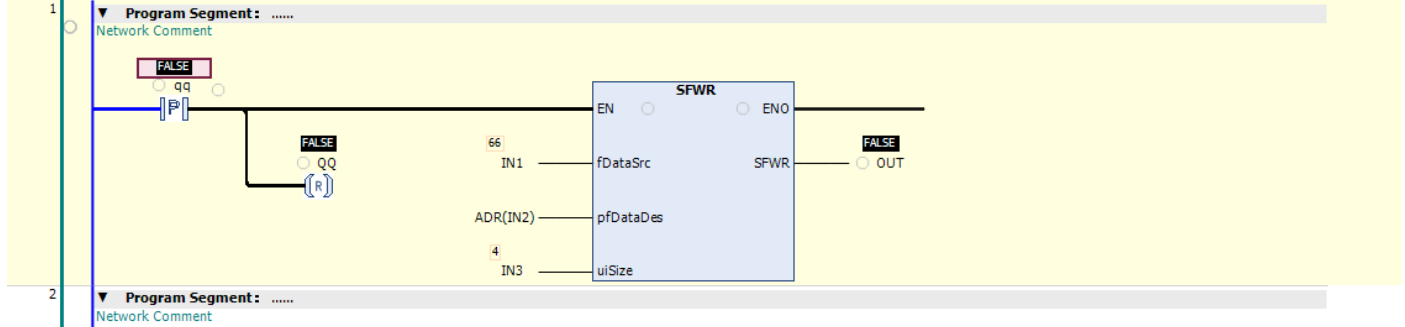 1
▼ Program Segment: ......
Network Comment
FALSE
qq
P
SFWR
EN ENO
FALSE 66 FALSE
QQ IN1 fDataSrc SFWR OUT
R
ADR(IN2) pfDataDes
4
IN3 uiSize
2
▼ Program Segment: ......
Network Comment